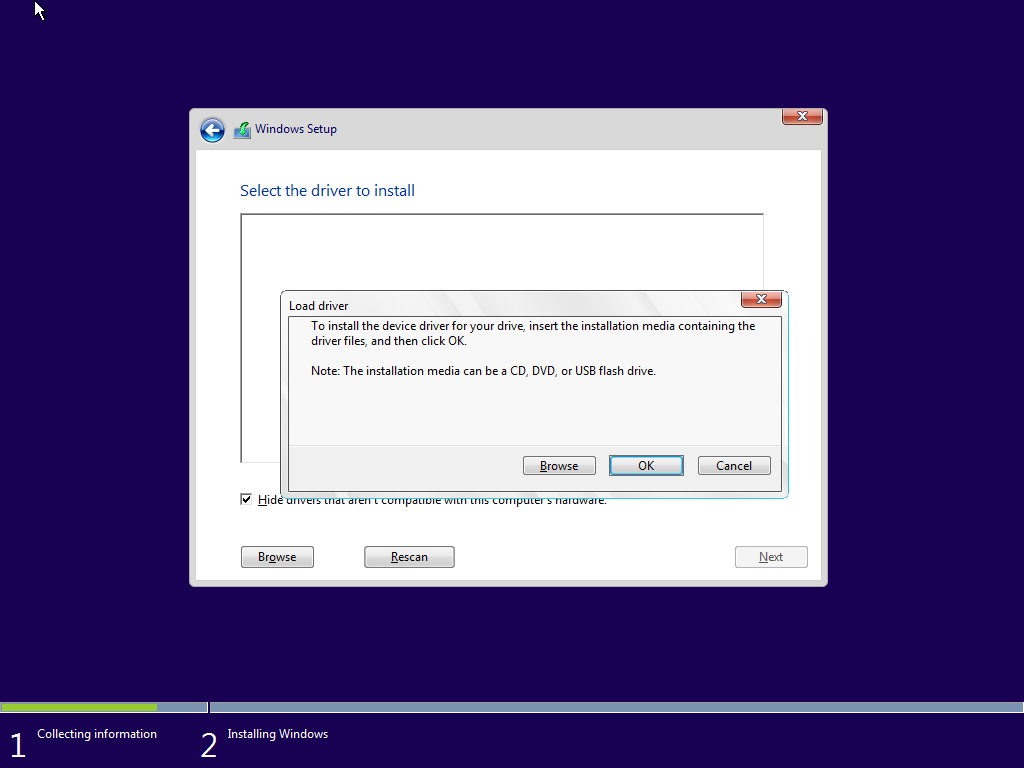 Windows Setup
Select the driver to install
Load driver
To install the device driver for your drive, insert the installation media containing the
driver files, and then click OK.
Note: The installation media can be a CD, DVD, or USB flash drive.
Browse OK Cancel
Hide drivers that aren't compatible with this computer's hardware.
Browse Rescan Next
1 Collecting information 2 Installing Windows